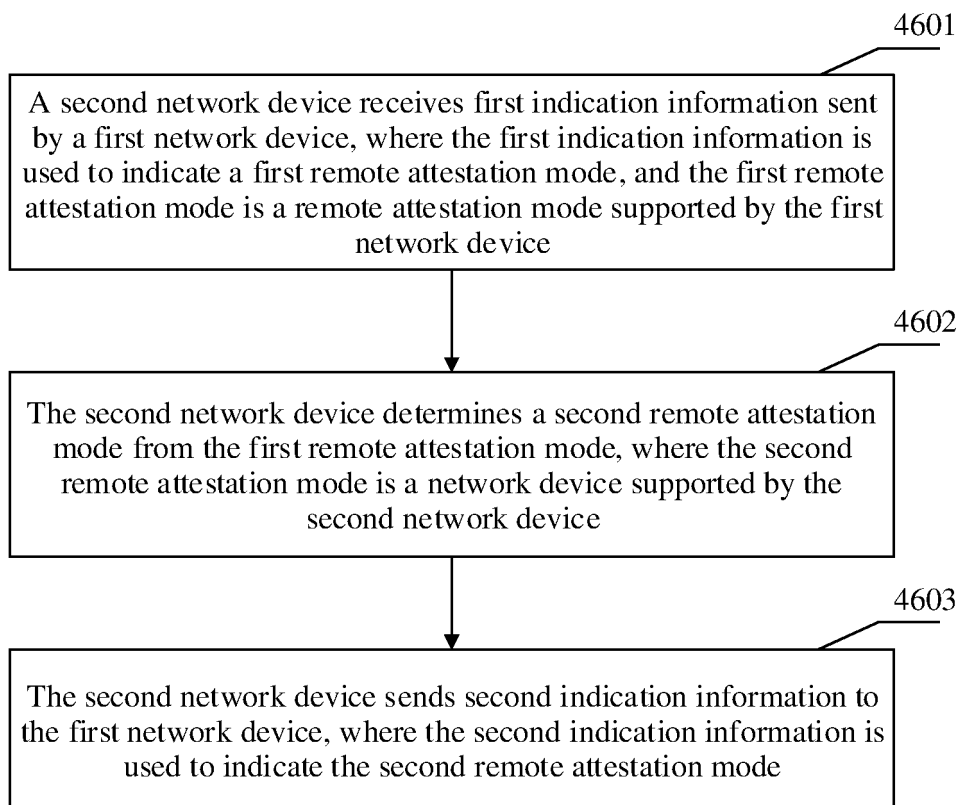 4601
A second network device receives first indication information sent
by a first network device, where the first indication information is
used to indicate a first remote attestation mode, and the first remote
attestation mode is a remote attestation mode supported by the first
network device
4602
The second network device determines a second remote attestation
mode from the first remote attestation mode, where the second
remote attestation mode is a network device supported by the
second network device
4603
The second network device sends second indication information to
the first network device, where the second indication information is
used to indicate the second remote attestation mode